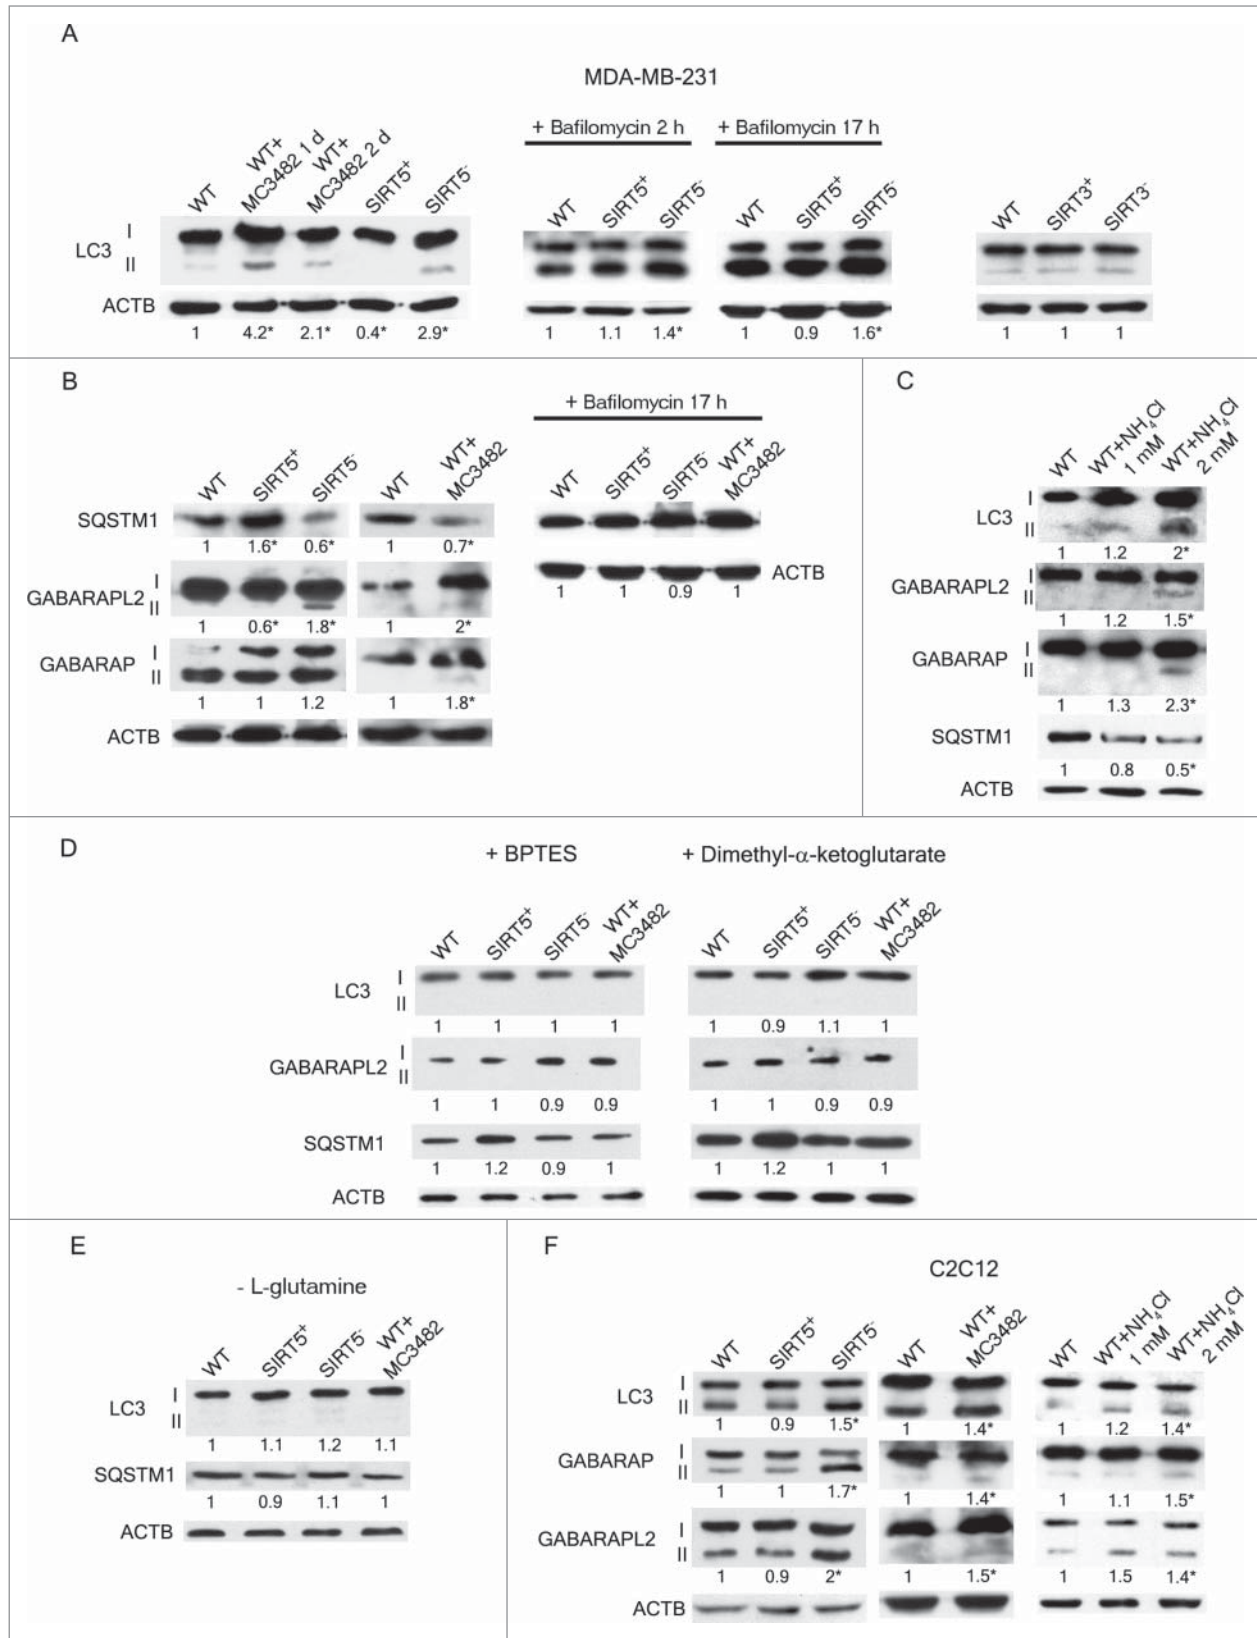 A
MDA-MB-231
+ Bafilomycin 2 h
+ Bafilomycin 17 h
WT
WT+
MC3482 1 d
WT+
MC3482 2 d
SIRT5+
SIRT5-
WT
SIRT5+
SIRT5-
WT
SIRT5+
SIRT5-
WT
SIRT3+
SIRT3-
LC3 I
II
ACTB
1 4.2* 2.1* 0.4* 2.9* 1 1.1 1.4* 1 0.9 1.6* 1 1 1
B
+ Bafilomycin 17 h
WT
SIRT5+
SIRT5-
WT
WT+
MC3482
WT
SIRT5+
SIRT5-
WT+
MC3482
SQSTM1
1 1.6* 0.6* 1 0.7*
ACTB
1 1 0.9 1
GABARAPL2 I
II
1 0.6* 1.8* 1 2*
GABARAP I
II
1 1 1.2 1 1.8*
ACTB
C
WT
WT+NH4Cl
1 mM
WT+NH4Cl
2 mM
LC3 I
II
1 1.2 2*
GABARAPL2 I
II
1 1.2 1.5*
GABARAP I
II
1 1.3 2.3*
SQSTM1
1 0.8 0.5*
ACTB
D
+ BPTES
+ Dimethyl-α-ketoglutarate
WT
SIRT5+
SIRT5-
WT+
MC3482
WT
SIRT5+
SIRT5-
WT+
MC3482
LC3 I
II
1 1 1 1 1 0.9 1.1 1
GABARAPL2 I
II
1 1 0.9 0.9 1 1 0.9 0.9
SQSTM1
1 1.2 0.9 1 1 1.2 1 1
ACTB
E
- L-glutamine
WT
SIRT5+
SIRT5-
WT+
MC3482
LC3 I
II
1 1.1 1.2 1.1
SQSTM1
1 0.9 1.1 1
ACTB
F
C2C12
WT
SIRT5+
SIRT5-
WT
WT+
MC3482
WT
WT+NH4Cl
1 mM
WT+NH4Cl
2 mM
LC3 I
II
1 0.9 1.5* 1 1.4* 1 1.2 1.4*
GABARAP I
II
1 1 1.7* 1 1.4* 1 1.1 1.5*
GABARAPL2 I
II
1 0.9 2* 1 1.5* 1 1.5 1.4*
ACTB